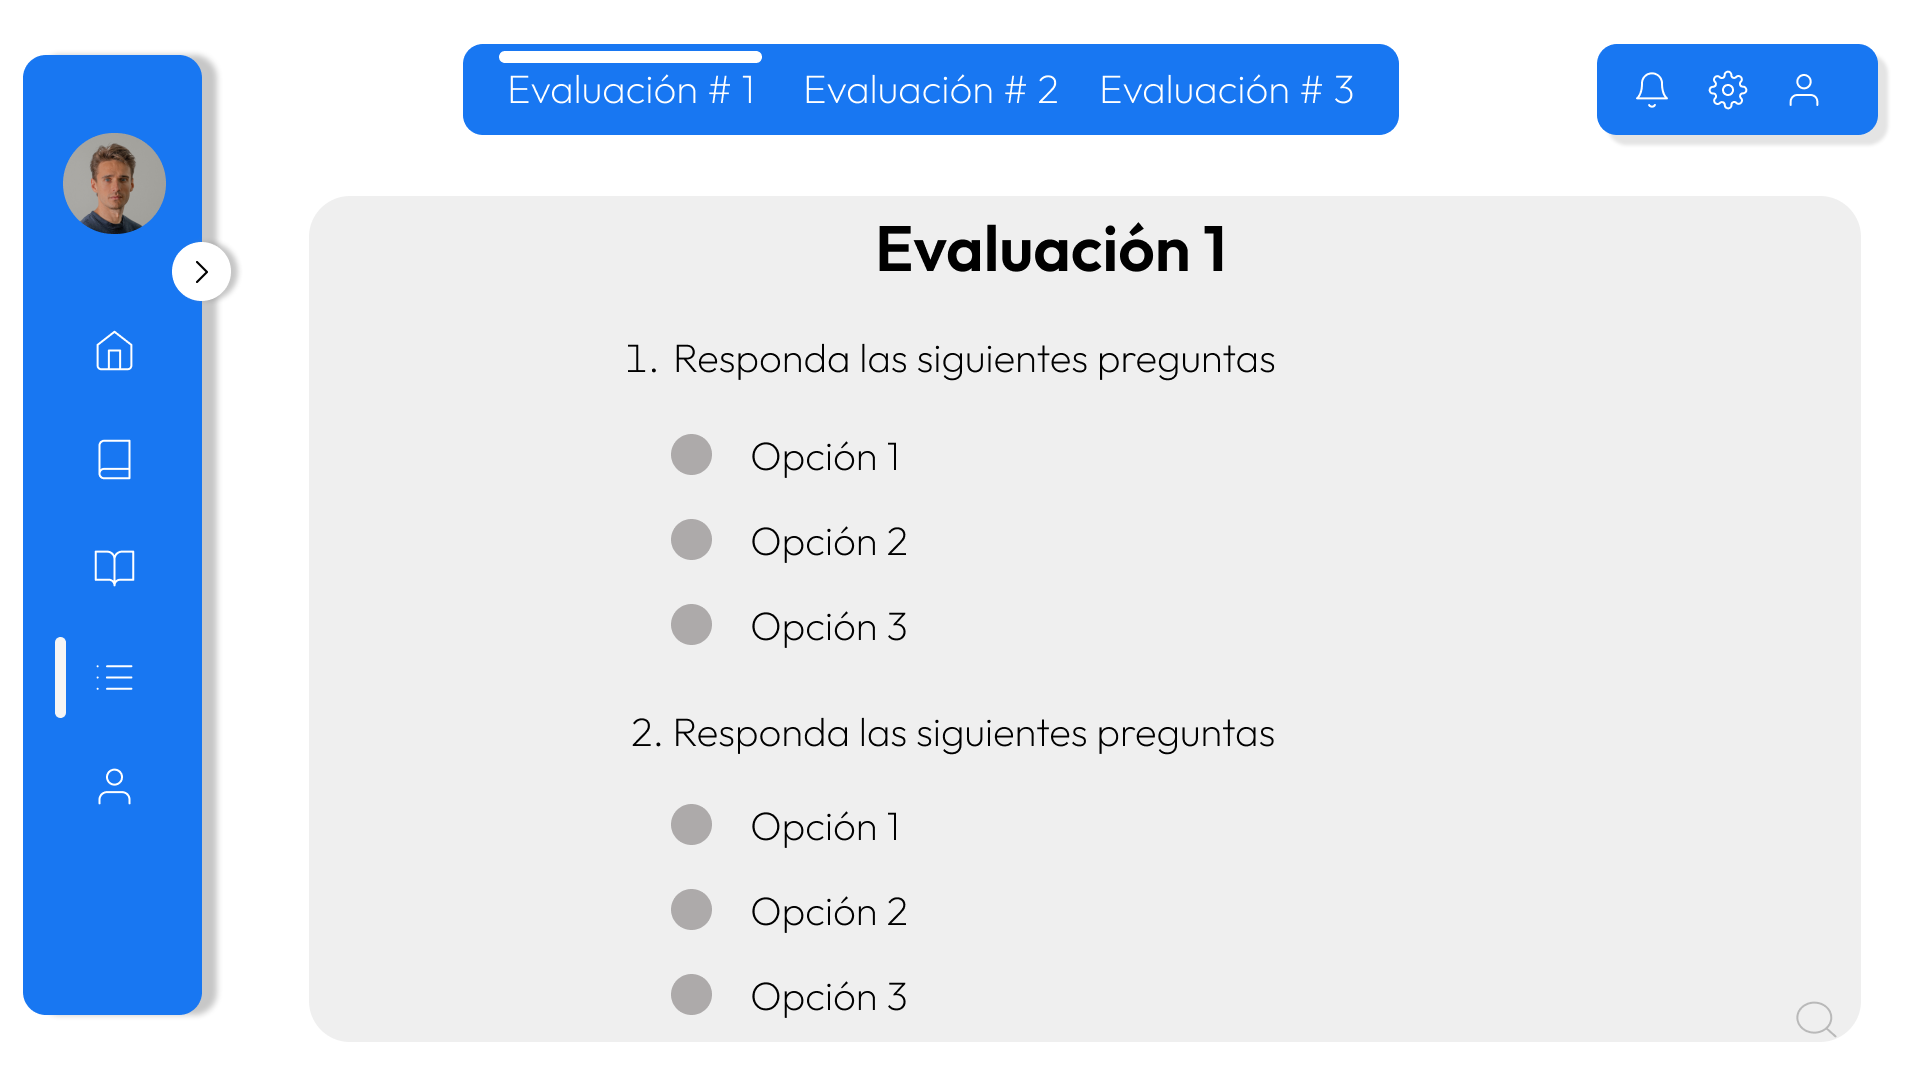 Evaluación # 1 Evaluación # 2 Evaluación # 3
Evaluación 1
1. Responda las siguientes preguntas
Opción 1
Opción 2
Opción 3
2. Responda las siguientes preguntas
Opción 1
Opción 2
Opción 3